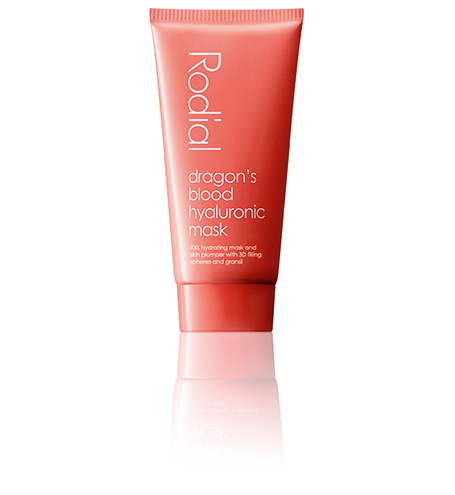 Rodial
dragon's
blood
hyaluronic
mask
XXL hydrating mask and
skin plumper with 3D filling
spheres and gransil